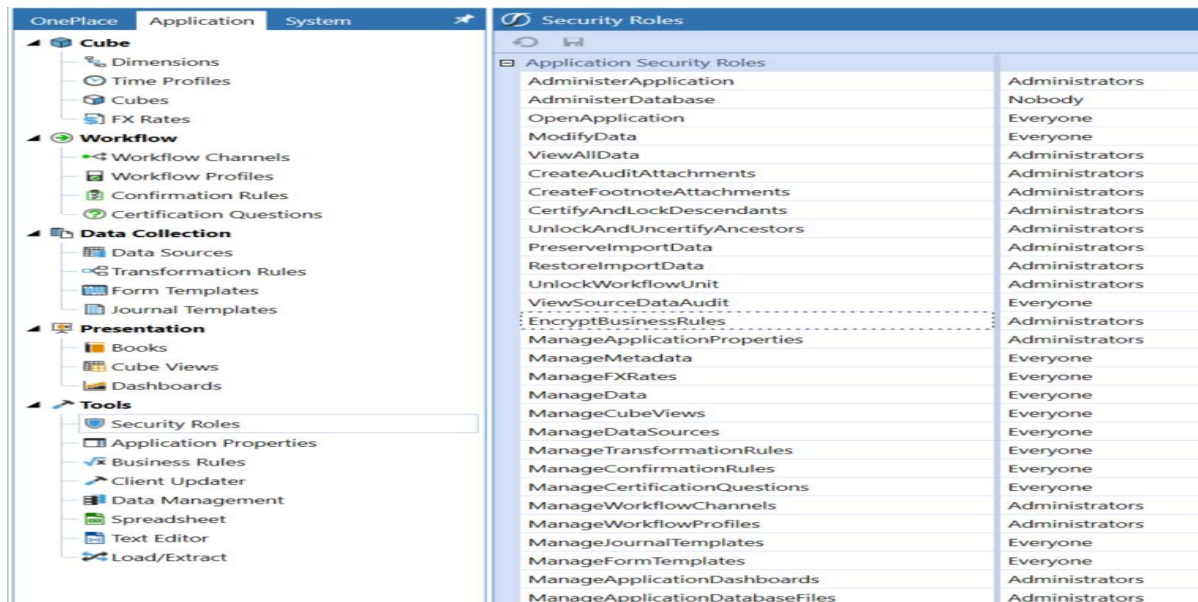 OnePlace Application System
Cube
Dimensions
Time Profiles
Cubes
FX Rates
Workflow
Workflow Channels
Workflow Profiles
Confirmation Rules
Certification Questions
Data Collection
Data Sources
Transformation Rules
Form Templates
Journal Templates
Presentation
Books
Cube Views
Dashboards
Tools
Security Roles
Application Properties
Business Rules
Client Updater
Data Management
Spreadsheet
Text Editor
Load/Extract
Security Roles
Application Security Roles
AdministerApplication Administrators
AdministerDatabase Nobody
OpenApplication Everyone
ModifyData Everyone
ViewAllData Administrators
CreateAuditAttachments Administrators
CreateFootnoteAttachments Administrators
CertifyAndLockDescendants Administrators
UnlockAndUncertifyAncestors Administrators
PreserveImportData Administrators
RestoreImportData Administrators
UnlockWorkflowUnit Administrators
ViewSourceDataAudit Everyone
EncryptBusinessRules Administrators
ManageApplicationProperties Administrators
ManageMetadata Everyone
ManageFXRates Everyone
ManageData Everyone
ManageCubeViews Everyone
ManageDataSources Everyone
ManageTransformationRules Everyone
ManageConfirmationRules Everyone
ManageCertificationQuestions Everyone
ManageWorkflowChannels Administrators
ManageWorkflowProfiles Administrators
ManageJournalTemplates Everyone
ManageFormTemplates Everyone
ManageApplicationDashboards Administrators
ManageApplicationDatabaseFiles Administrators